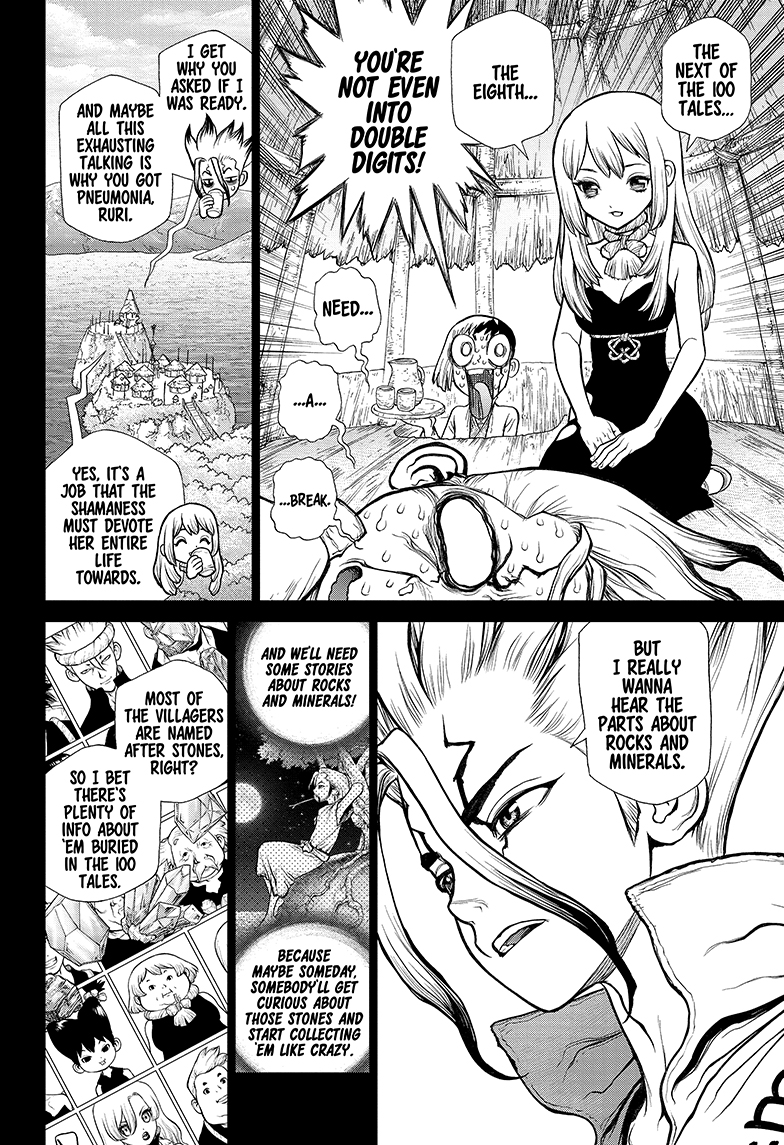 THE
NEXT OF
THE 100
TALES...
THE
EIGHTH...
YOU'RE
NOT EVEN
INTO
DOUBLE
DIGITS!
NEED...
...A...
...BREAK.
I GET
WHY YOU
ASKED IF I
WAS READY.
AND MAYBE
ALL THIS
EXHAUSTING
TALKING IS
WHY YOU GOT
PNEUMONIA,
RURI.
YES, IT'S A
JOB THAT THE
SHAMANESS
MUST DEVOTE
HER ENTIRE
LIFE
TOWARDS.
BUT
I REALLY
WANNA
HEAR THE
PARTS ABOUT
ROCKS AND
MINERALS.
AND WE'LL NEED
SOME STORIES
ABOUT ROCKS
AND MINERALS!
BECAUSE
MAYBE SOMEDAY,
SOMEBODY'LL GET
CURIOUS ABOUT
THOSE STONES AND
START COLLECTING
'EM LIKE CRAZY.
MOST OF
THE VILLAGERS
ARE NAMED
AFTER STONES,
RIGHT?
SO I BET
THERE'S
PLENTY OF
INFO ABOUT
'EM BURIED
IN THE 100
TALES.